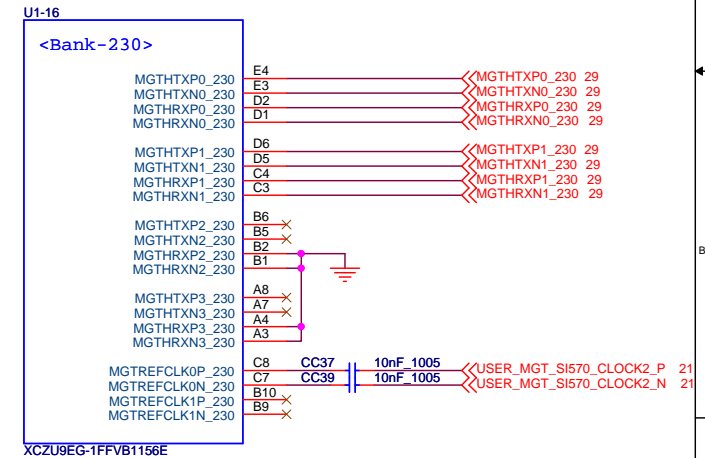 U1-16
<Bank-230>
MGTHTXP0_230 E4 MGTHTXP0_230 29
MGTHTXN0_230 E3 MGTHTXN0_230 29
MGTHRXP0_230 D2 MGTHRXP0_230 29
MGTHRXN0_230 D1 MGTHRXN0_230 29
MGTHTXP1_230 D6 MGTHTXP1_230 29
MGTHTXN1_230 D5 MGTHTXN1_230 29
MGTHRXP1_230 C4 MGTHRXP1_230 29
MGTHRXN1_230 C3 MGTHRXN1_230 29
MGTHTXP2_230 B6
MGTHTXN2_230 B5
MGTHRXP2_230 B2
B
MGTHRXN2_230 B1
MGTHTXP3_230 A8
MGTHTXN3_230 A7
MGTHRXP3_230 A4
MGTHRXN3_230 A3
MGTREFCLK0P_230 C8 CC37 10nF_1005 USER_MGT_SI570_CLOCK2_P 21
MGTREFCLK0N_230 C7 CC39 10nF_1005 USER_MGT_SI570_CLOCK2_N 21
MGTREFCLK1P_230 B10
MGTREFCLK1N_230 B9
XCZU9EG-1FFVB1156E